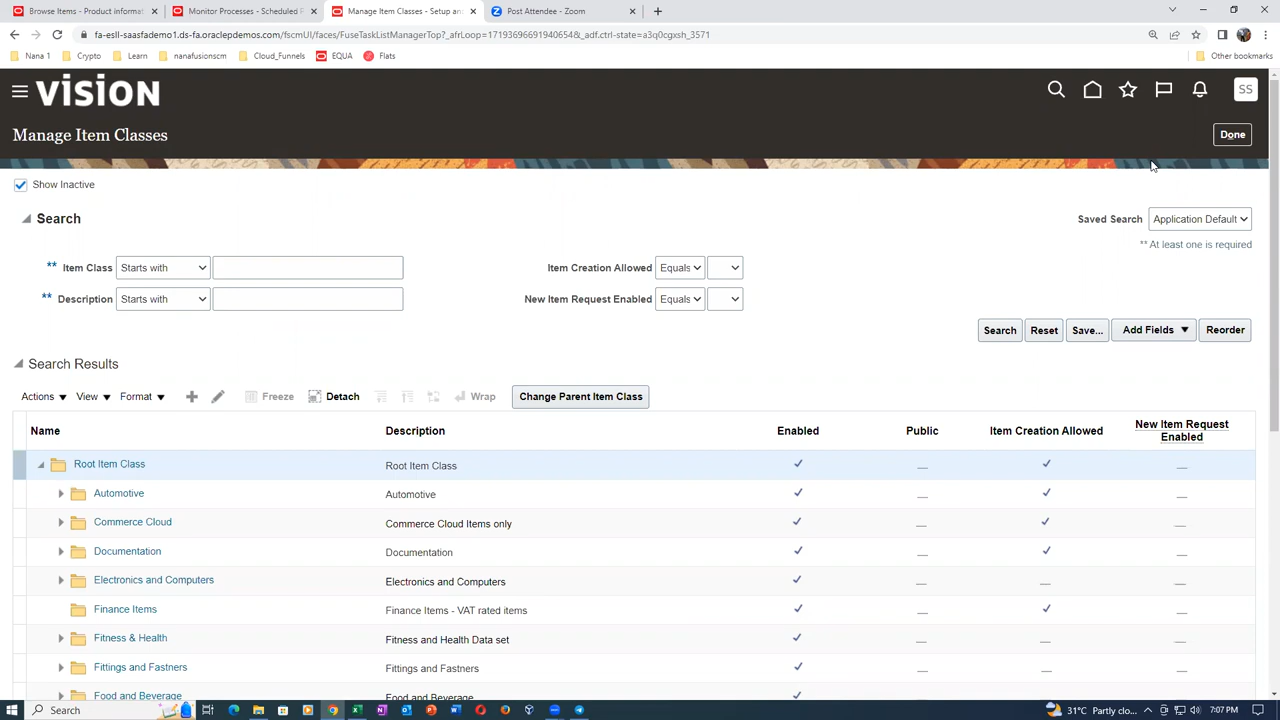 Browse Items - Product informat
Monitor Processes - Scheduled P
Manage Item Classes - Setup and
Post Attendee - Zoom
fa-esll-saasfademo1.ds-fa.oraclepdemos.com/fscmUI/faces/FuseTaskListManagerTop?_afrLoop=17193696691940654&_adf.ctrl-state=a3q0cgxsh_3571
Nana 1
Crypto
Learn
nanafusionscm
Cloud_Funnels
EQUA
Flats
Other bookmarks
VISION
SS
Manage Item Classes
Done
Show Inactive
Search
Saved Search Application Default
** At least one is required
** Item Class Starts with
Item Creation Allowed Equals
** Description Starts with
New Item Request Enabled Equals
Search Reset Save... Add Fields Reorder
Search Results
Actions View Format Freeze Detach Wrap Change Parent Item Class
Name Description Enabled Public Item Creation Allowed New Item Request Enabled
Root Item Class Root Item Class
Automotive Automotive
Commerce Cloud Commerce Cloud Items only
Documentation Documentation
Electronics and Computers Electronics and Computers
Finance Items Finance Items - VAT rated items
Fitness & Health Fitness and Health Data set
Fittings and Fastners Fittings and Fastners
Food and Beverage Food and Beverage
Search
31°C Partly clo... 7:07 PM